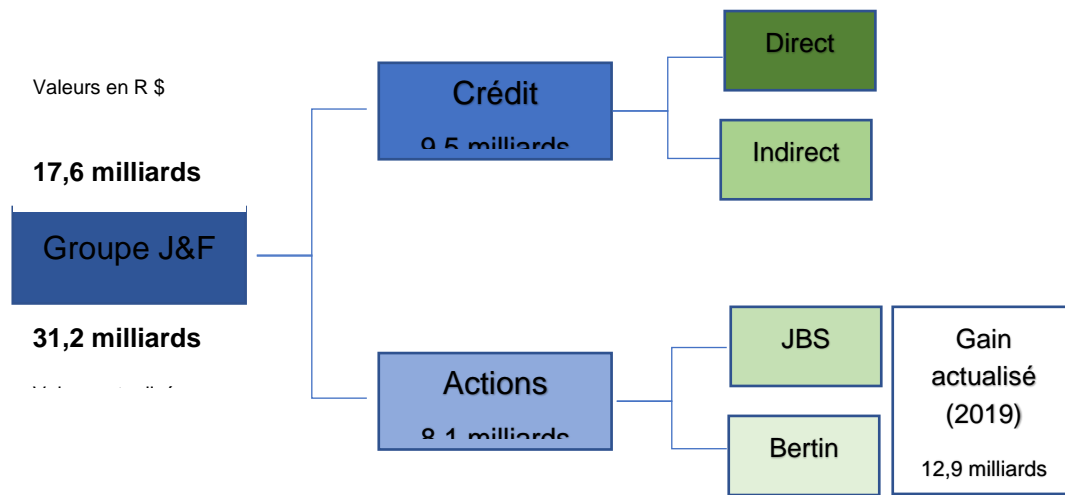 Valeurs en R $
17,6 milliards
Groupe J&F
31,2 milliards
Crédit
9,5 milliards
Direct
Indirect
Actions
8,1 milliards
JBS
Bertin
Gain
actualisé
(2019)
12,9 milliards